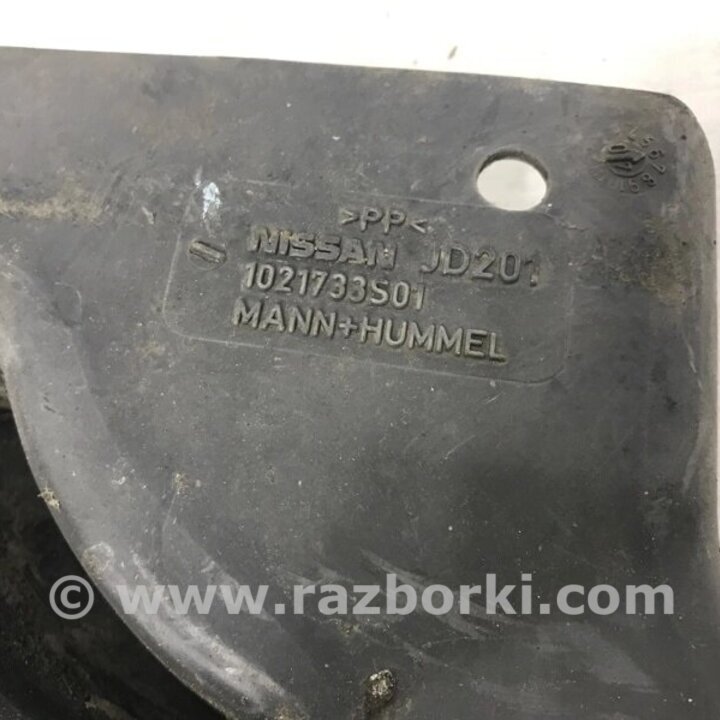 >PP<
NISSAN JD201
1021733S01
MANN+HUMMEL
© www.razborki.com